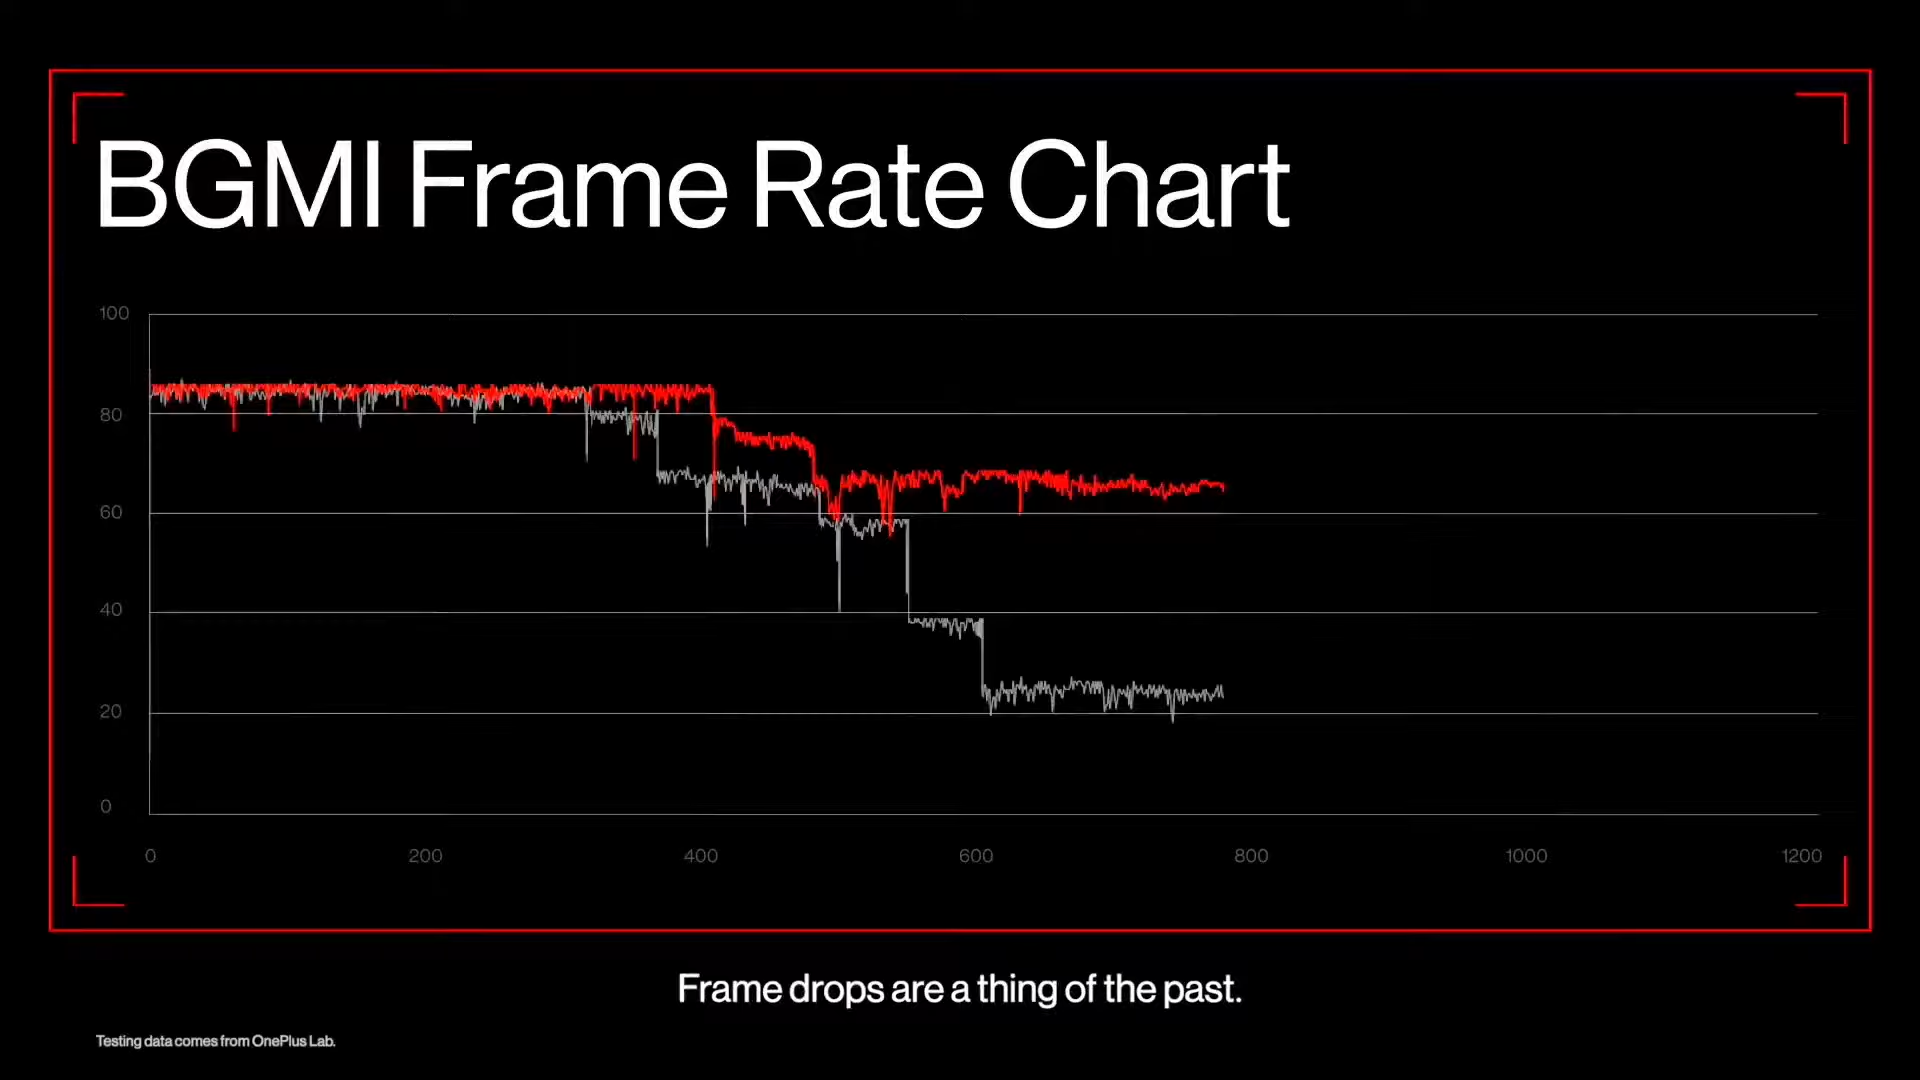 BGMI Frame Rate Chart
100
80
60
40
20
0
0 200 400 600 800 1000 1200
Frame drops are a thing of the past.
Testing data comes from OnePlus Lab.